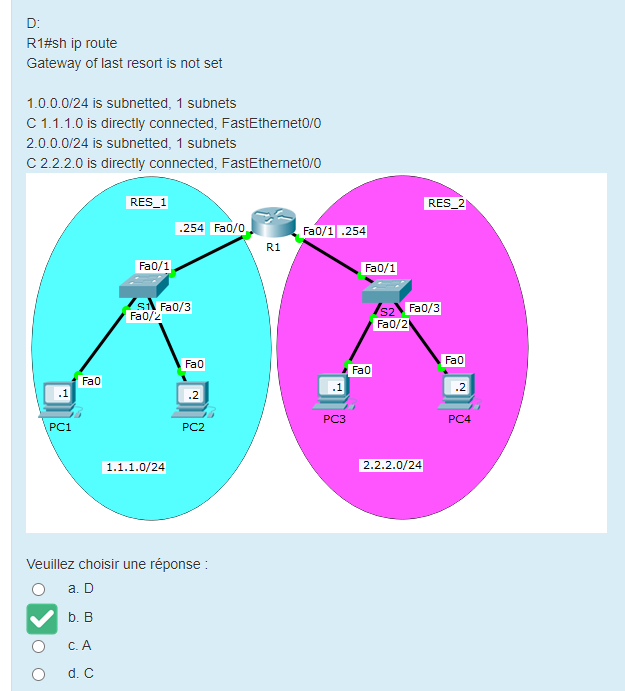 D:
R1#sh ip route
Gateway of last resort is not set
1.0.0.0/24 is subnetted, 1 subnets
C 1.1.1.0 is directly connected, FastEthernet0/0
2.0.0.0/24 is subnetted, 1 subnets
C 2.2.2.0 is directly connected, FastEthernet0/0
RES_1
RES_2
.254 Fa0/0
Fa0/1 .254
R1
Fa0/1
Fa0/1
S1 Fa0/3
Fa0/2
S2 Fa0/3
Fa0/2
Fa0
Fa0
Fa0
Fa0
.1
.2
.1
.2
PC1
PC2
PC3
PC4
1.1.1.0/24
2.2.2.0/24
Veuillez choisir une réponse :
a. D
b. B
c. A
d. C